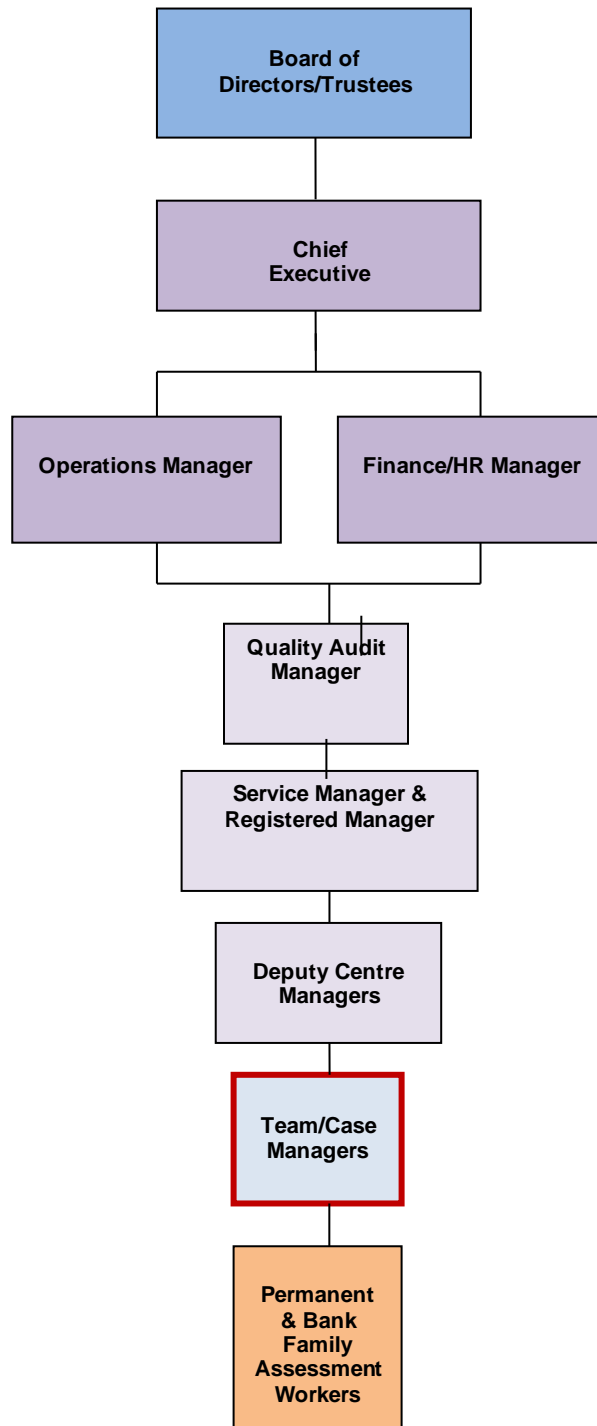 Board of
Directors/Trustees
Chief
Executive
Operations Manager
Finance/HR Manager
Quality Audit
Manager
Service Manager &
Registered Manager
Deputy Centre
Managers
Team/Case
Managers
Permanent
& Bank
Family
Assessment
Workers